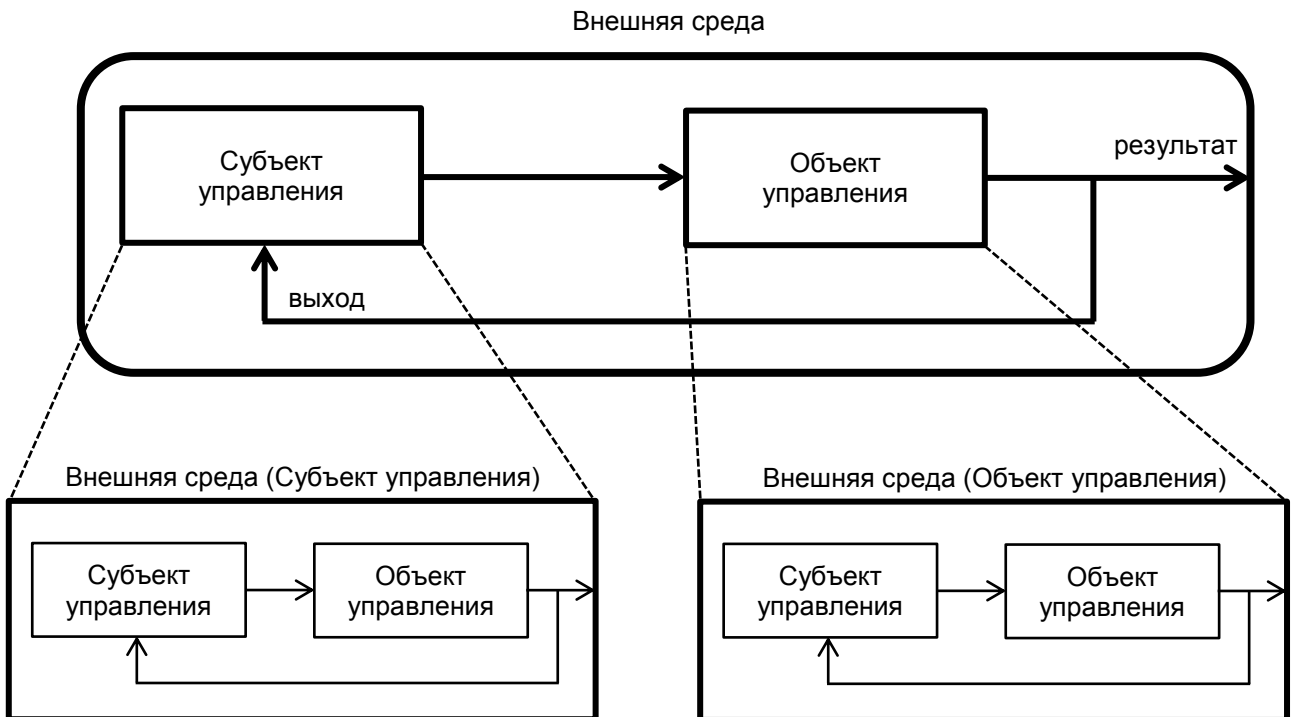 Внешняя среда
Субъект
управления
Объект
управления
результат
выход
Внешняя среда (Субъект управления)
Субъект
управления
Объект
управления
Внешняя среда (Объект управления)
Субъект
управления
Объект
управления